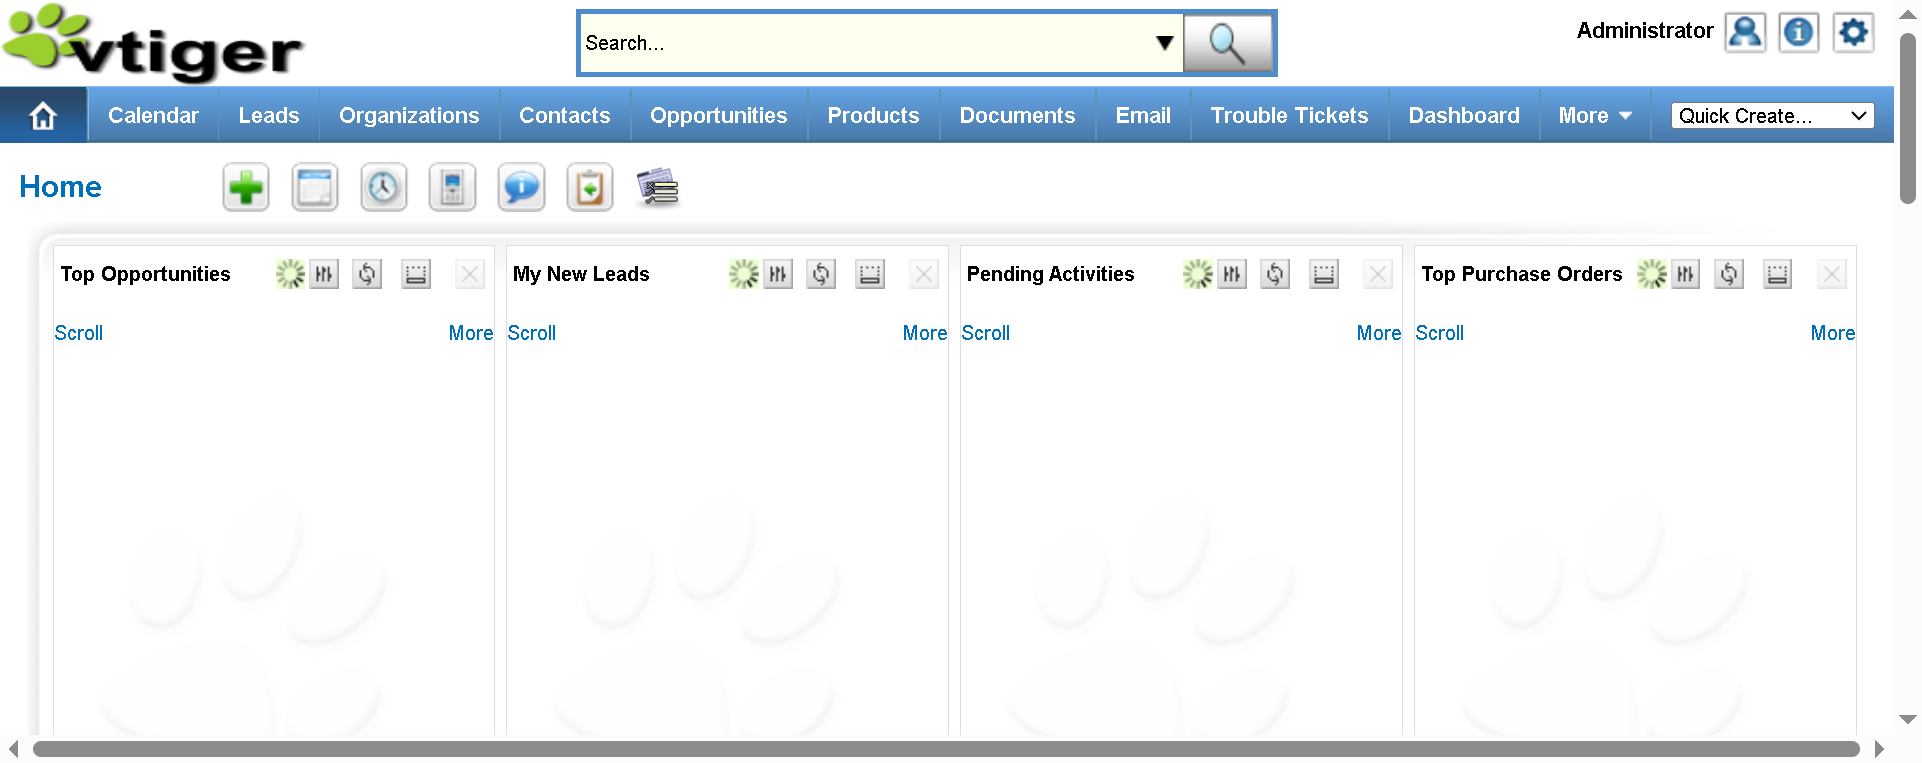 vtiger
Search...
Administrator
Calendar Leads Organizations Contacts Opportunities Products Documents Email Trouble Tickets Dashboard More Quick Create...
Home
Top Opportunities My New Leads Pending Activities Top Purchase Orders
Scroll More Scroll More Scroll More Scroll More